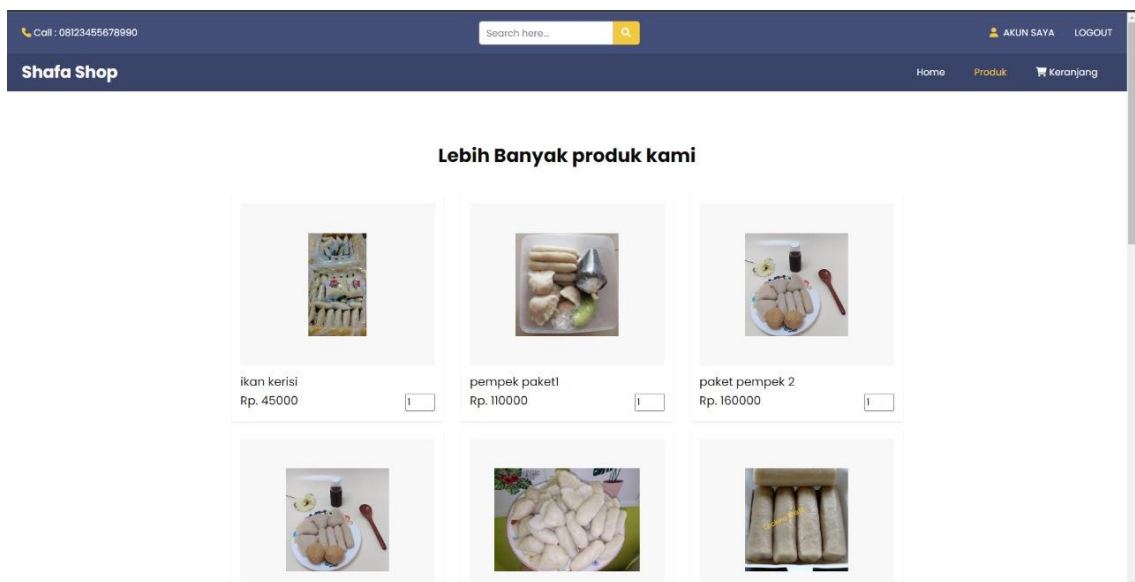 Call : 08123455678990
Search here...
AKUN SAYA LOGOUT
Shafa Shop
Home Produk Keranjang
Lebih Banyak produk kami
ikan kerisi pempek paket1 paket pempek 2
Rp. 45000 1 Rp. 110000 1 Rp. 160000 1